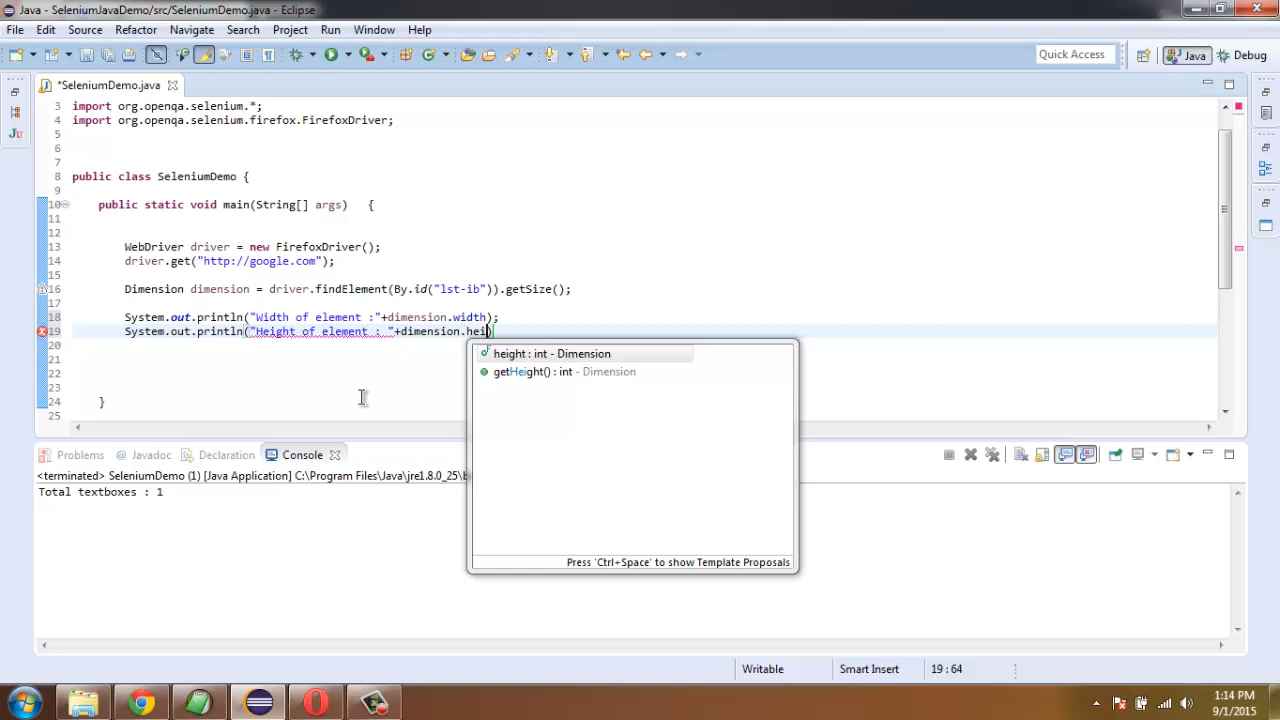 Java - SeleniumJavaDemo/src/SeleniumDemo.java - Eclipse
File Edit Source Refactor Navigate Search Project Run Window Help
Quick Access Java Debug
*SeleniumDemo.java
3 import org.openqa.selenium.*;
4 import org.openqa.selenium.firefox.FirefoxDriver;
5
6
7
8 public class SeleniumDemo {
9
10 public static void main(String[] args) {
11
12
13 WebDriver driver = new FirefoxDriver();
14 driver.get("http://google.com");
15
16 Dimension dimension = driver.findElement(By.id("lst-ib")).getSize();
17
18 System.out.println("Width of element :"+dimension.width);
19 System.out.println("Height of element : "+dimension.hei)
20
21
22
23
24 }
25
height : int - Dimension
getHeight() : int - Dimension
Press 'Ctrl+Space' to show Template Proposals
Problems @ Javadoc Declaration Console
<terminated> SeleniumDemo (1) [Java Application] C:\Program Files\Java\jre1.8.0_25\b
Total textboxes : 1
Writable Smart Insert 19 : 64
1:14 PM
9/1/2015